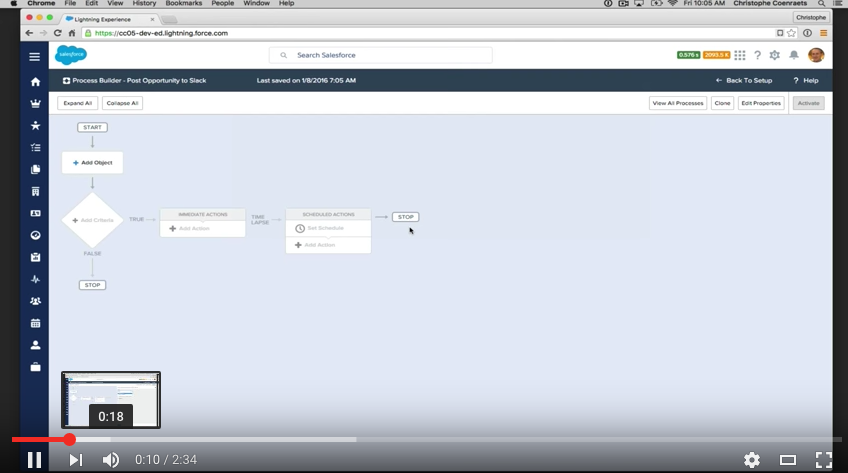 Chrome File Edit View History Bookmarks People Window Help Fri 10:05 AM Christophe Coenraets
Lightning Experience Christophe
https://cc05-dev-ed.lightning.force.com
salesforce Search Salesforce 0.576 s 2093.5 K
Process Builder - Post Opportunity to Slack Last saved on 1/8/2016 7:05 AM Back To Setup ? Help
Expand All Collapse All View All Processes Clone Edit Properties Activate
START
+ Add Object
IMMEDIATE ACTIONS SCHEDULED ACTIONS
+ Add Criteria TRUE TIME LAPSE STOP
+ Add Action Set Schedule
+ Add Action
FALSE
STOP
0:18
0:10 / 2:34